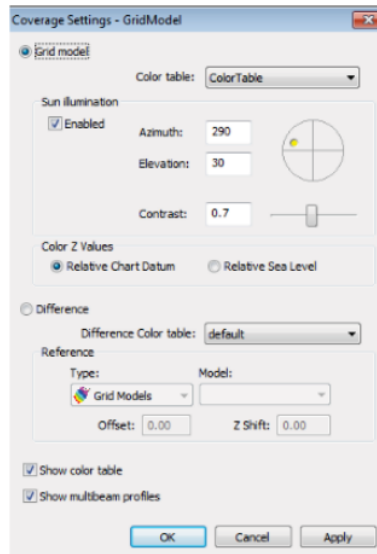 Coverage Settings - GridModel
Grid model
Color table: ColorTable
Sun illumination
Enabled
Azimuth: 290
Elevation: 30
Contrast: 0.7
Color Z Values
Relative Chart Datum Relative Sea Level
Difference
Difference Color table: default
Reference
Type: Model:
Grid Models
Offset: 0.00 Z Shift: 0.00
Show color table
Show multibeam profiles
OK Cancel Apply